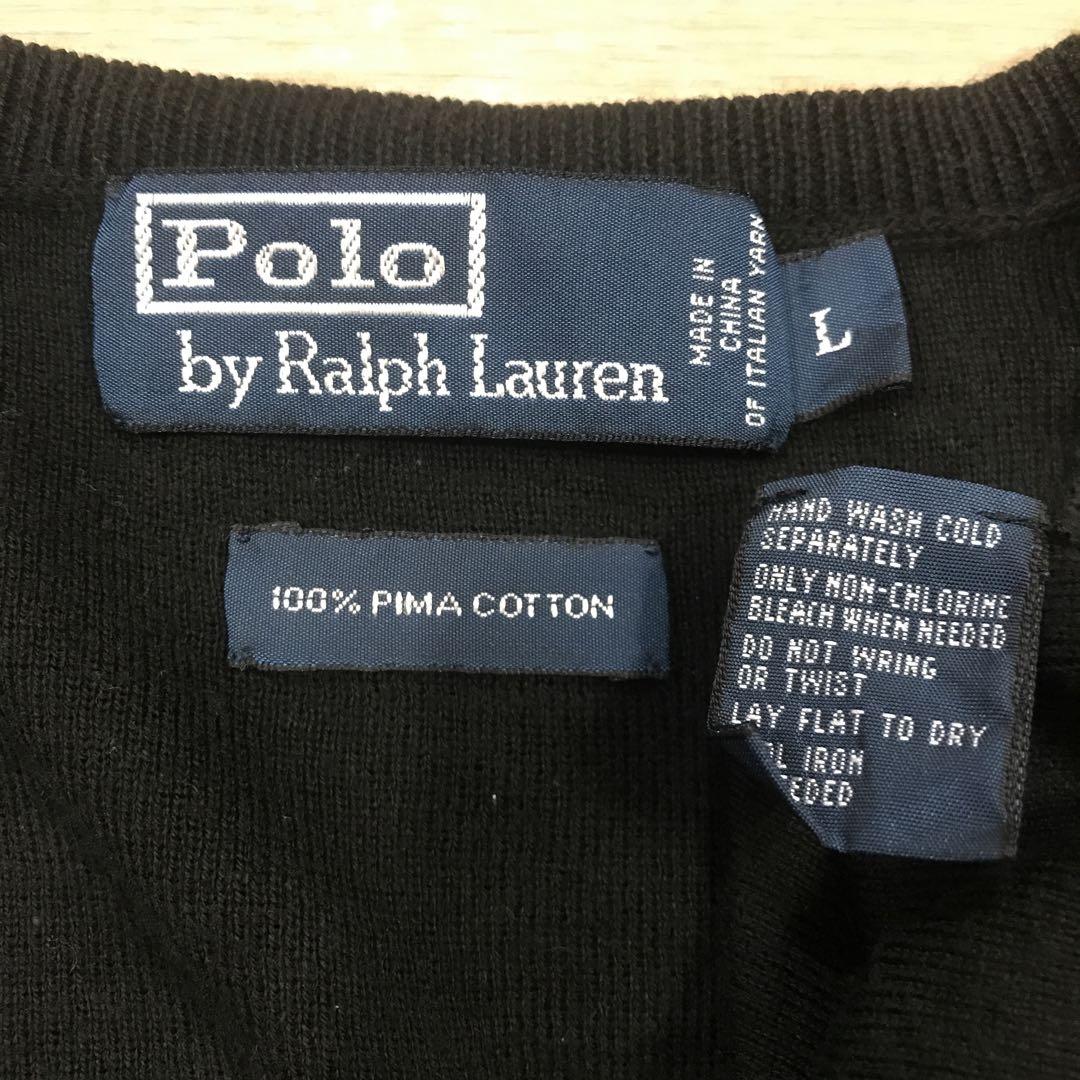 Polo
by Ralph Lauren
MADE IN
CHINA
OF ITALIAN YARN
L
100% PIMA COTTON
HAND WASH COLD
SEPARATELY
ONLY NON-CHLORINE
BLEACH WHEN NEEDED
DO NOT WRING
OR TWIST
LAY FLAT TO DRY
IRON